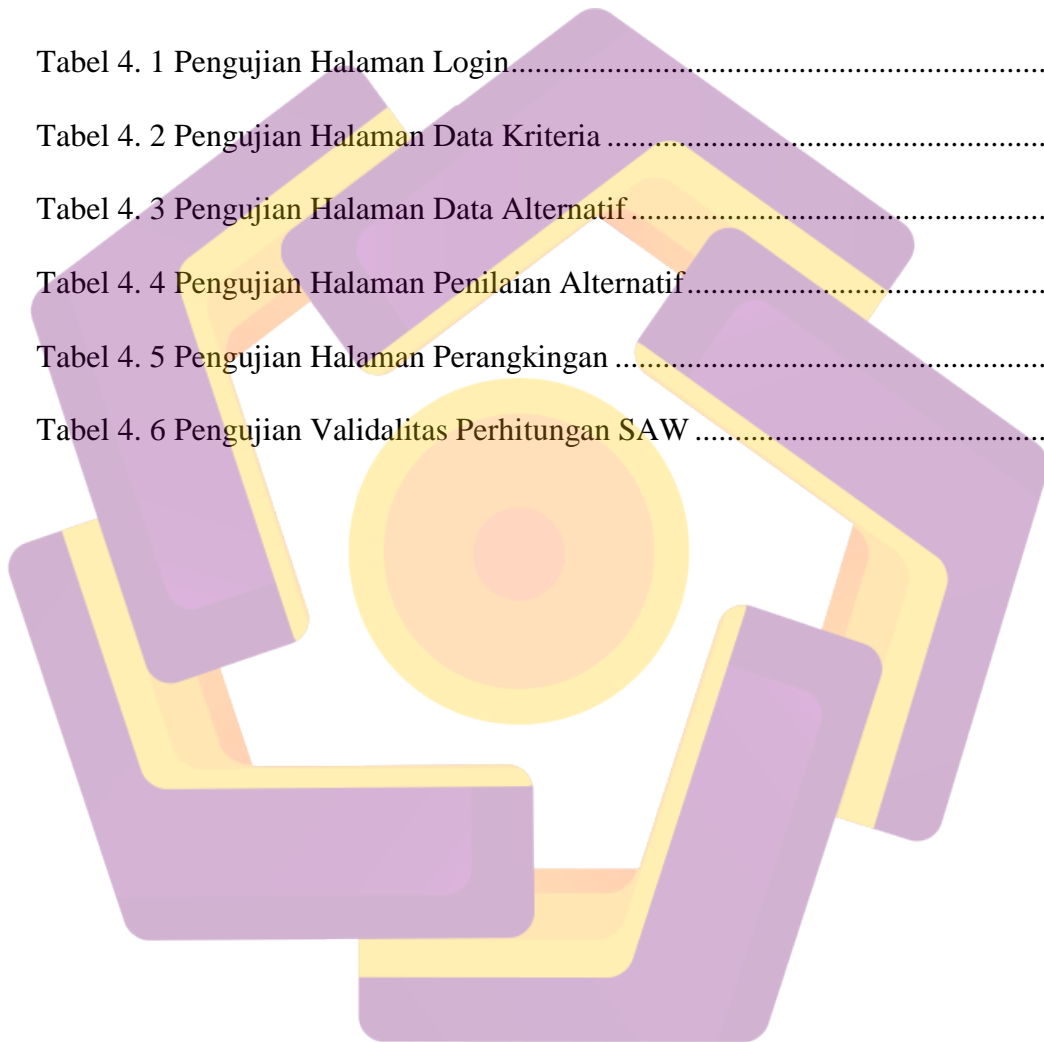 Tabel 4. 1 Pengujian Halaman Login..................................................................
Tabel 4. 2 Pengujian Halaman Data Kriteria ......................................................
Tabel 4. 3 Pengujian Halaman Data Alternatif...................................................
Tabel 4. 4 Pengujian Halaman Penilaian Alternatif............................................
Tabel 4. 5 Pengujian Halaman Perangkingan .....................................................
Tabel 4. 6 Pengujian Validalitas Perhitungan SAW ...........................................